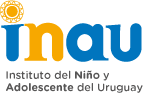 inau
Instituto del Niño y
Adolescente del Uruguay